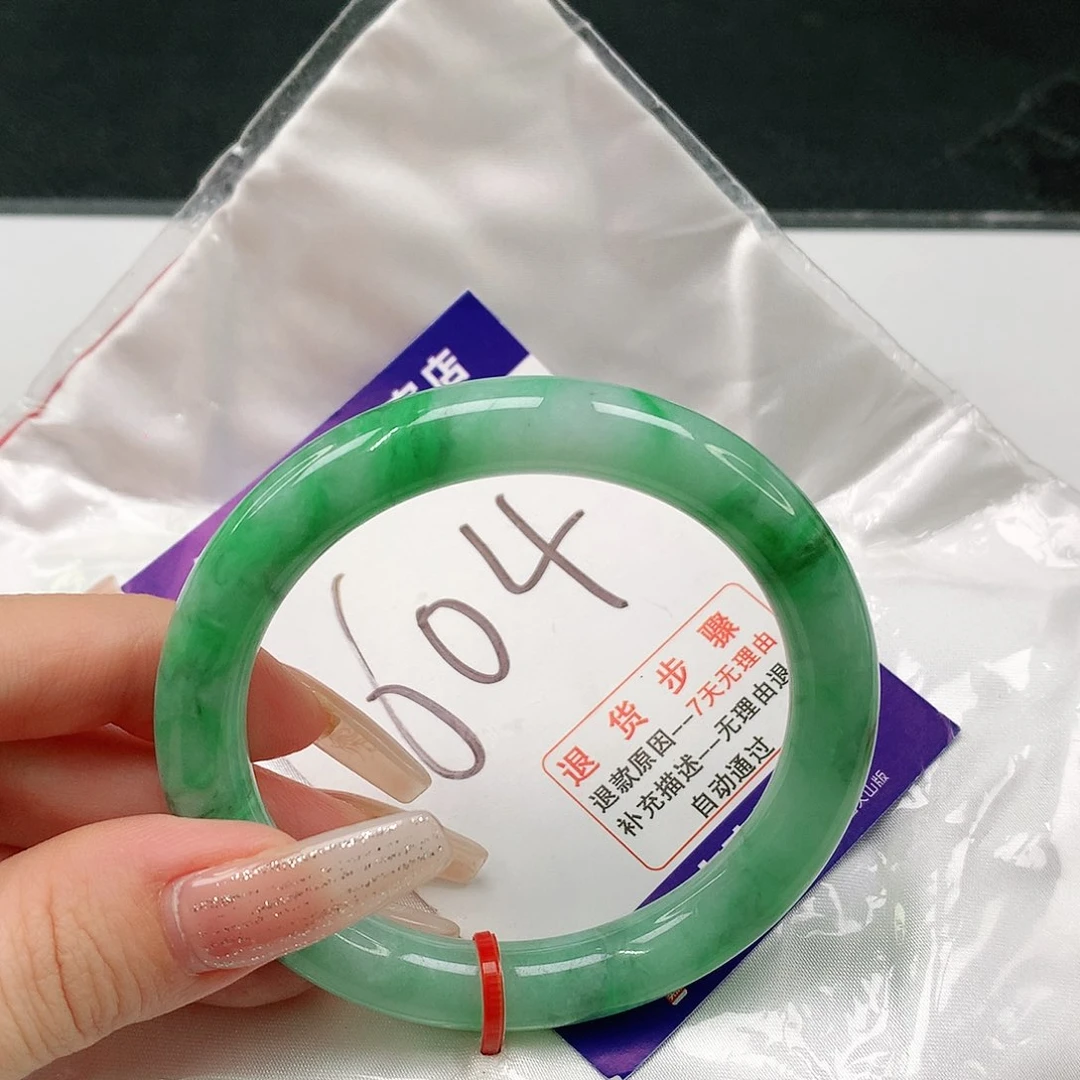 店
604
退货步骤
退款原因---7天无理由
补充描述---无理由退
自动通过